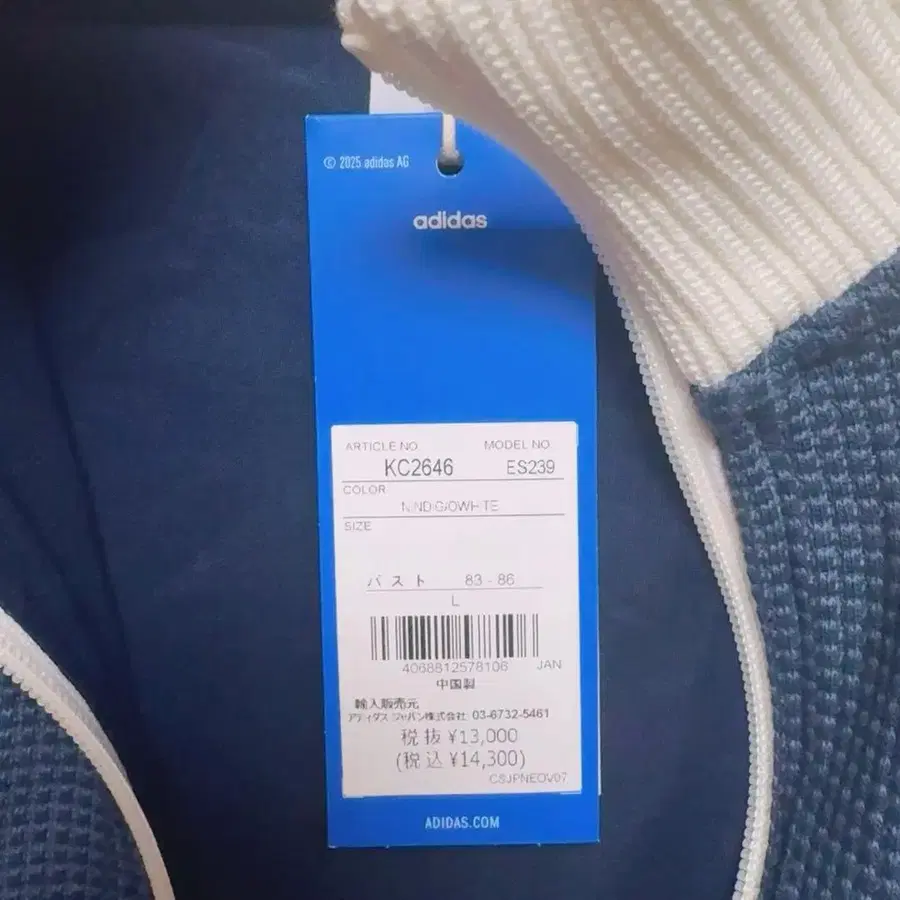 © 2025 adidas AG
adidas
ARTICLE NO. MODEL NO.
KC2646 ES239
COLOR
NINDIGOWHITE
SIZE
バスト 83 - 86
L
4068812578106 JAN
中国製
輸入販売元
アディダス ジャパン株式会社 03-6732-5461
税抜 ¥13,000
(税込 ¥14,300)
CSJPNEOV07
ADIDAS.COM